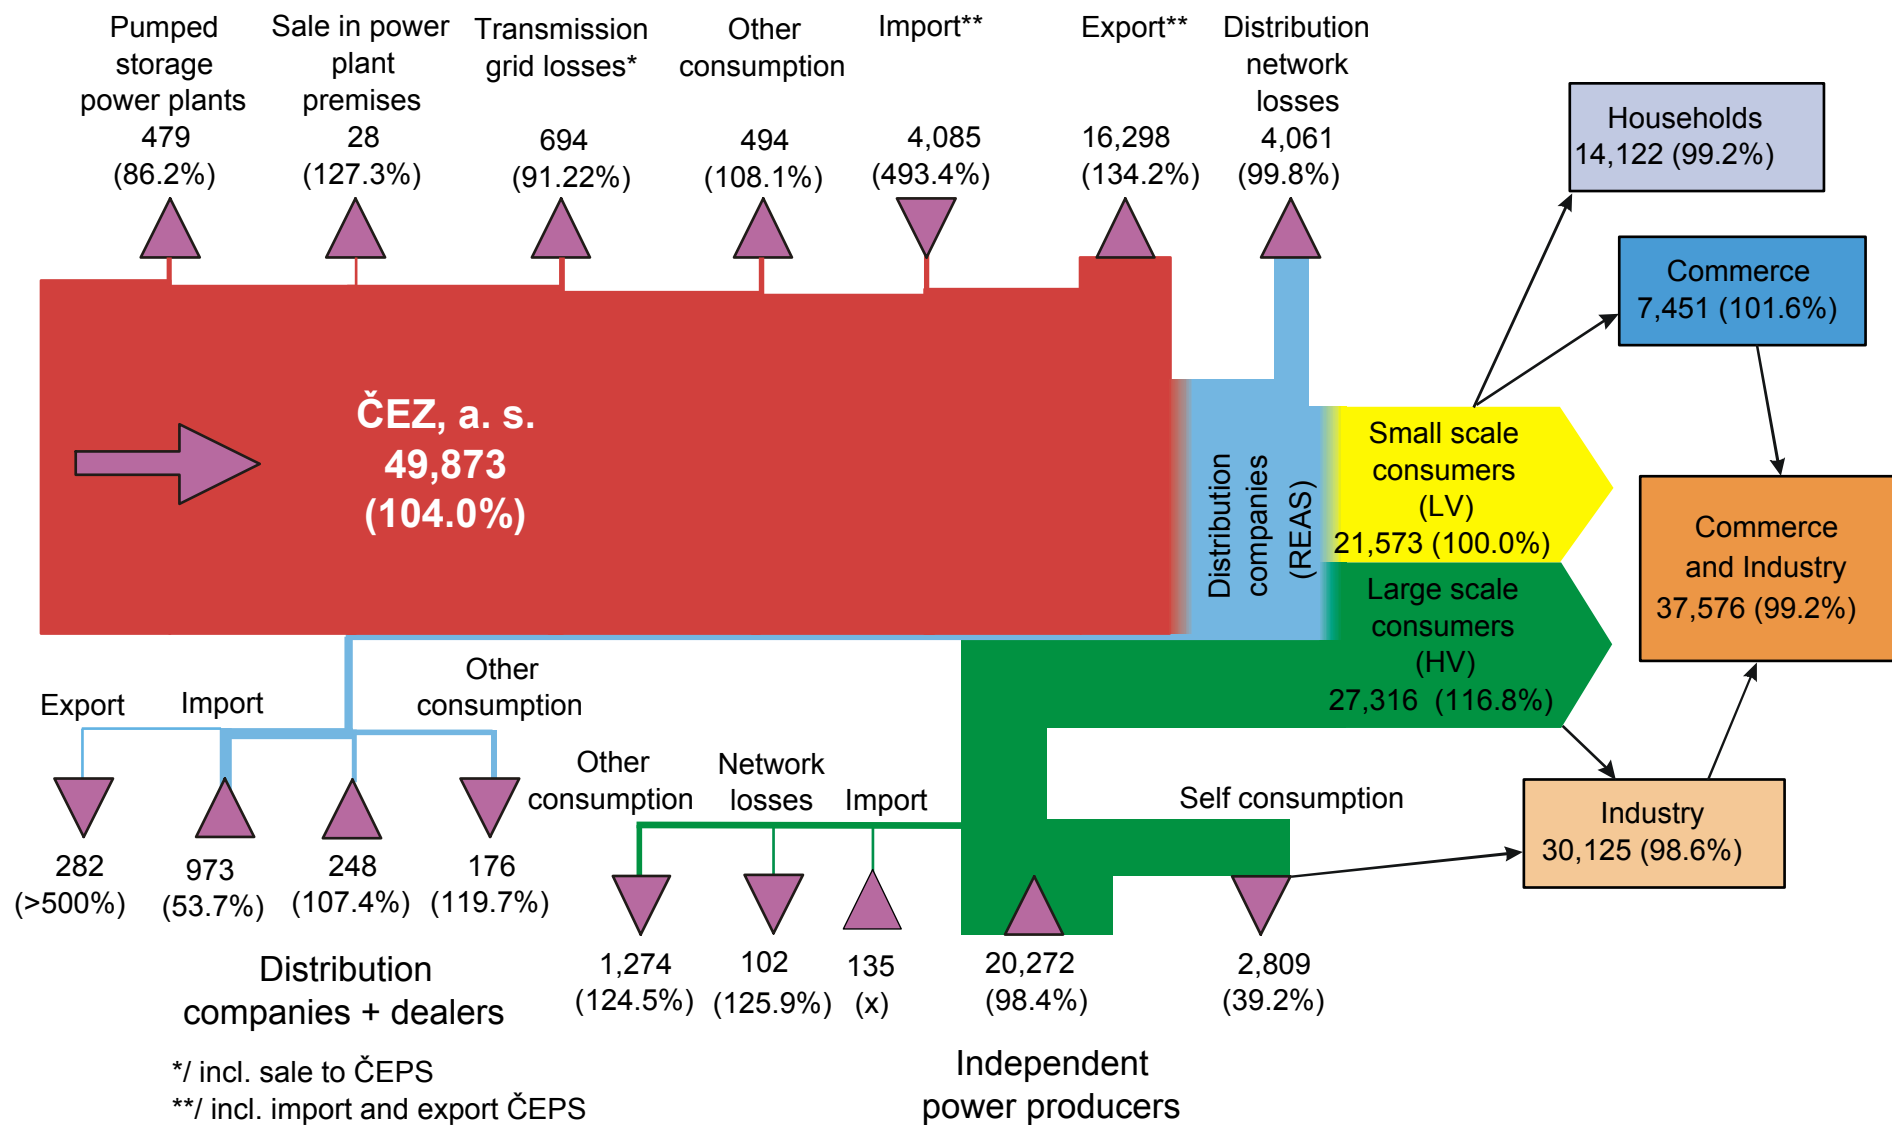 Pumped
storage
power plants
479
(86.2%)
Sale in power
plant
premises
28
(127.3%)
Transmission
grid losses*
694
(91.22%)
Other
consumption
494
(108.1%)
Import**
4,085
(493.4%)
Export**
16,298
(134.2%)
Distribution
network
losses
4,061
(99.8%)
Households
14,122 (99.2%)
Commerce
7,451 (101.6%)
ČEZ, a. s.
49,873
(104.0%)
Distribution
companies
(REAS)
Small scale
consumers
(LV)
21,573 (100.0%)
Large scale
consumers
(HV)
27,316 (116.8%)
Commerce
and Industry
37,576 (99.2%)
Industry
30,125 (98.6%)
Export
282
(>500%)
Import
973
(53.7%)
248
(107.4%)
Other
consumption
176
(119.7%)
Distribution
companies + dealers
Other
consumption
1,274
(124.5%)
Network
losses
102
(125.9%)
Import
135
(x)
20,272
(98.4%)
Self consumption
2,809
(39.2%)
Independent
power producers
*/ incl. sale to ČEPS
**/ incl. import and export ČEPS